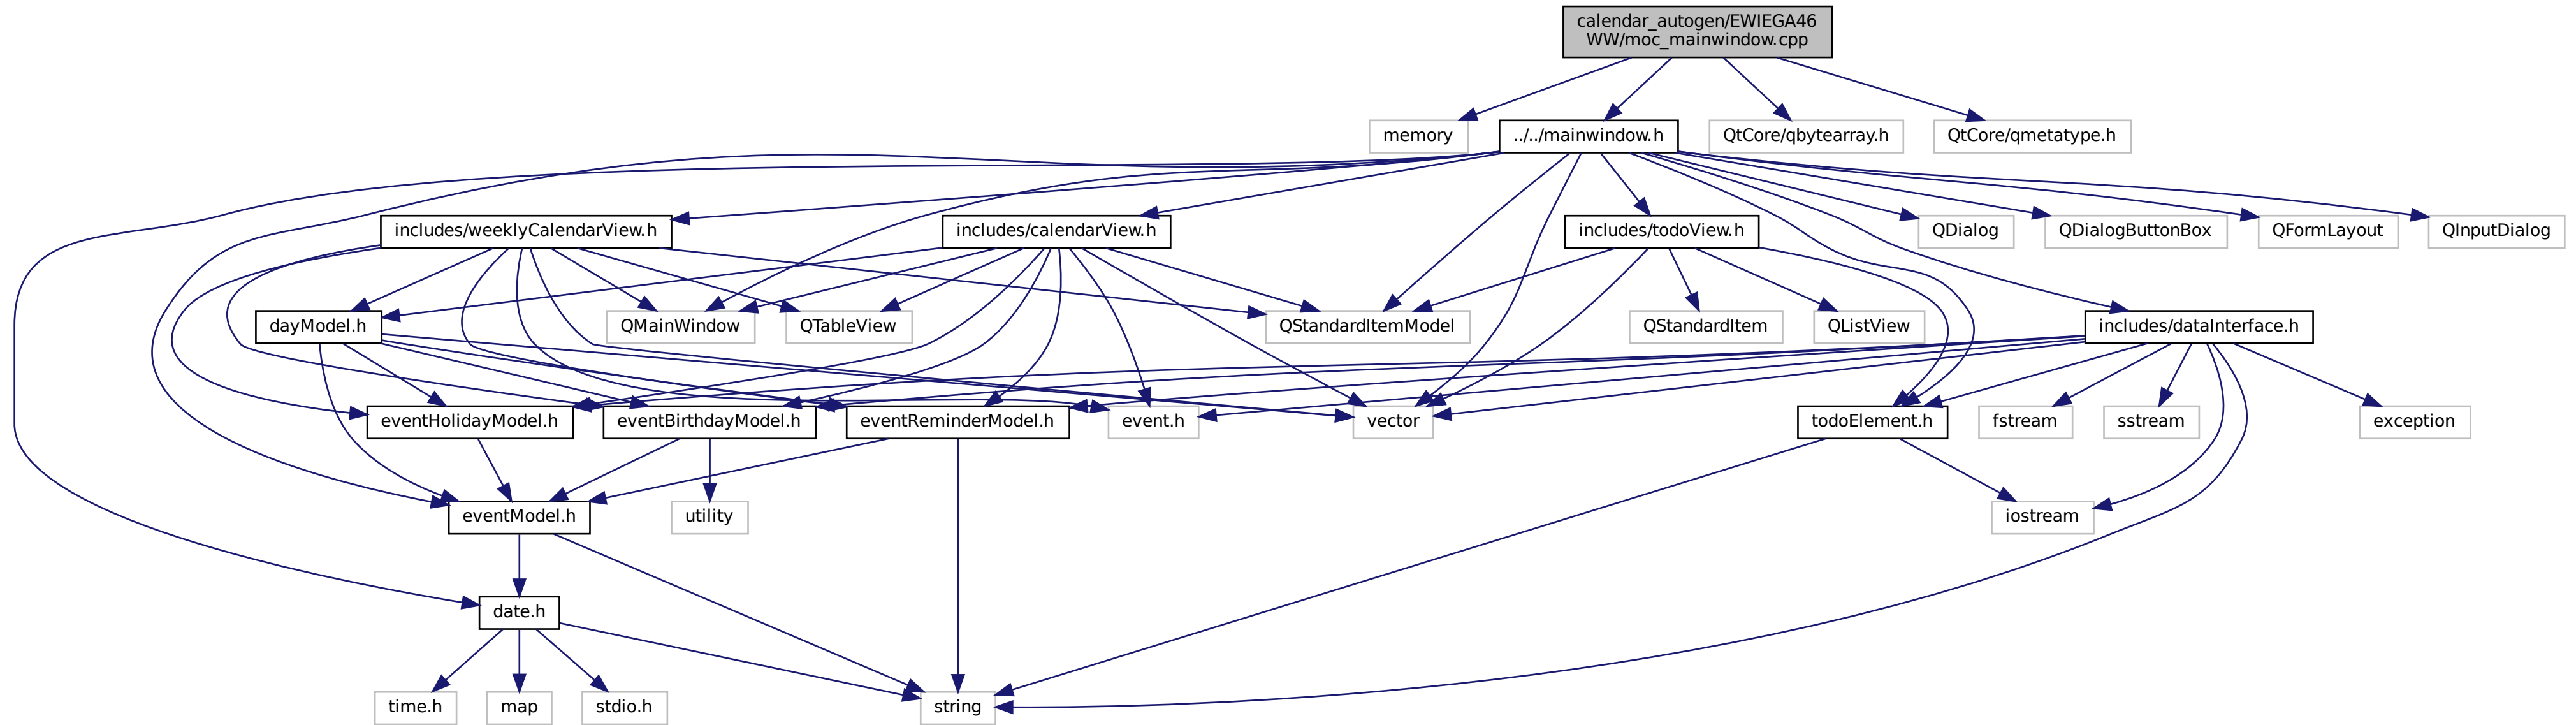 calendar_autogen/EWIEGA46
WW/moc_mainwindow.cpp
memory
../../mainwindow.h
QtCore/qbytearray.h
QtCore/qmetatype.h
includes/weeklyCalendarView.h
includes/calendarView.h
includes/todoView.h
QDialog
QDialogButtonBox
QFormLayout
QInputDialog
dayModel.h
QMainWindow
QTableView
QStandardItemModel
QStandardItem
QListView
includes/dataInterface.h
eventHolidayModel.h
eventBirthdayModel.h
eventReminderModel.h
event.h
vector
todoElement.h
fstream
sstream
exception
eventModel.h
utility
iostream
date.h
time.h
map
stdio.h
string